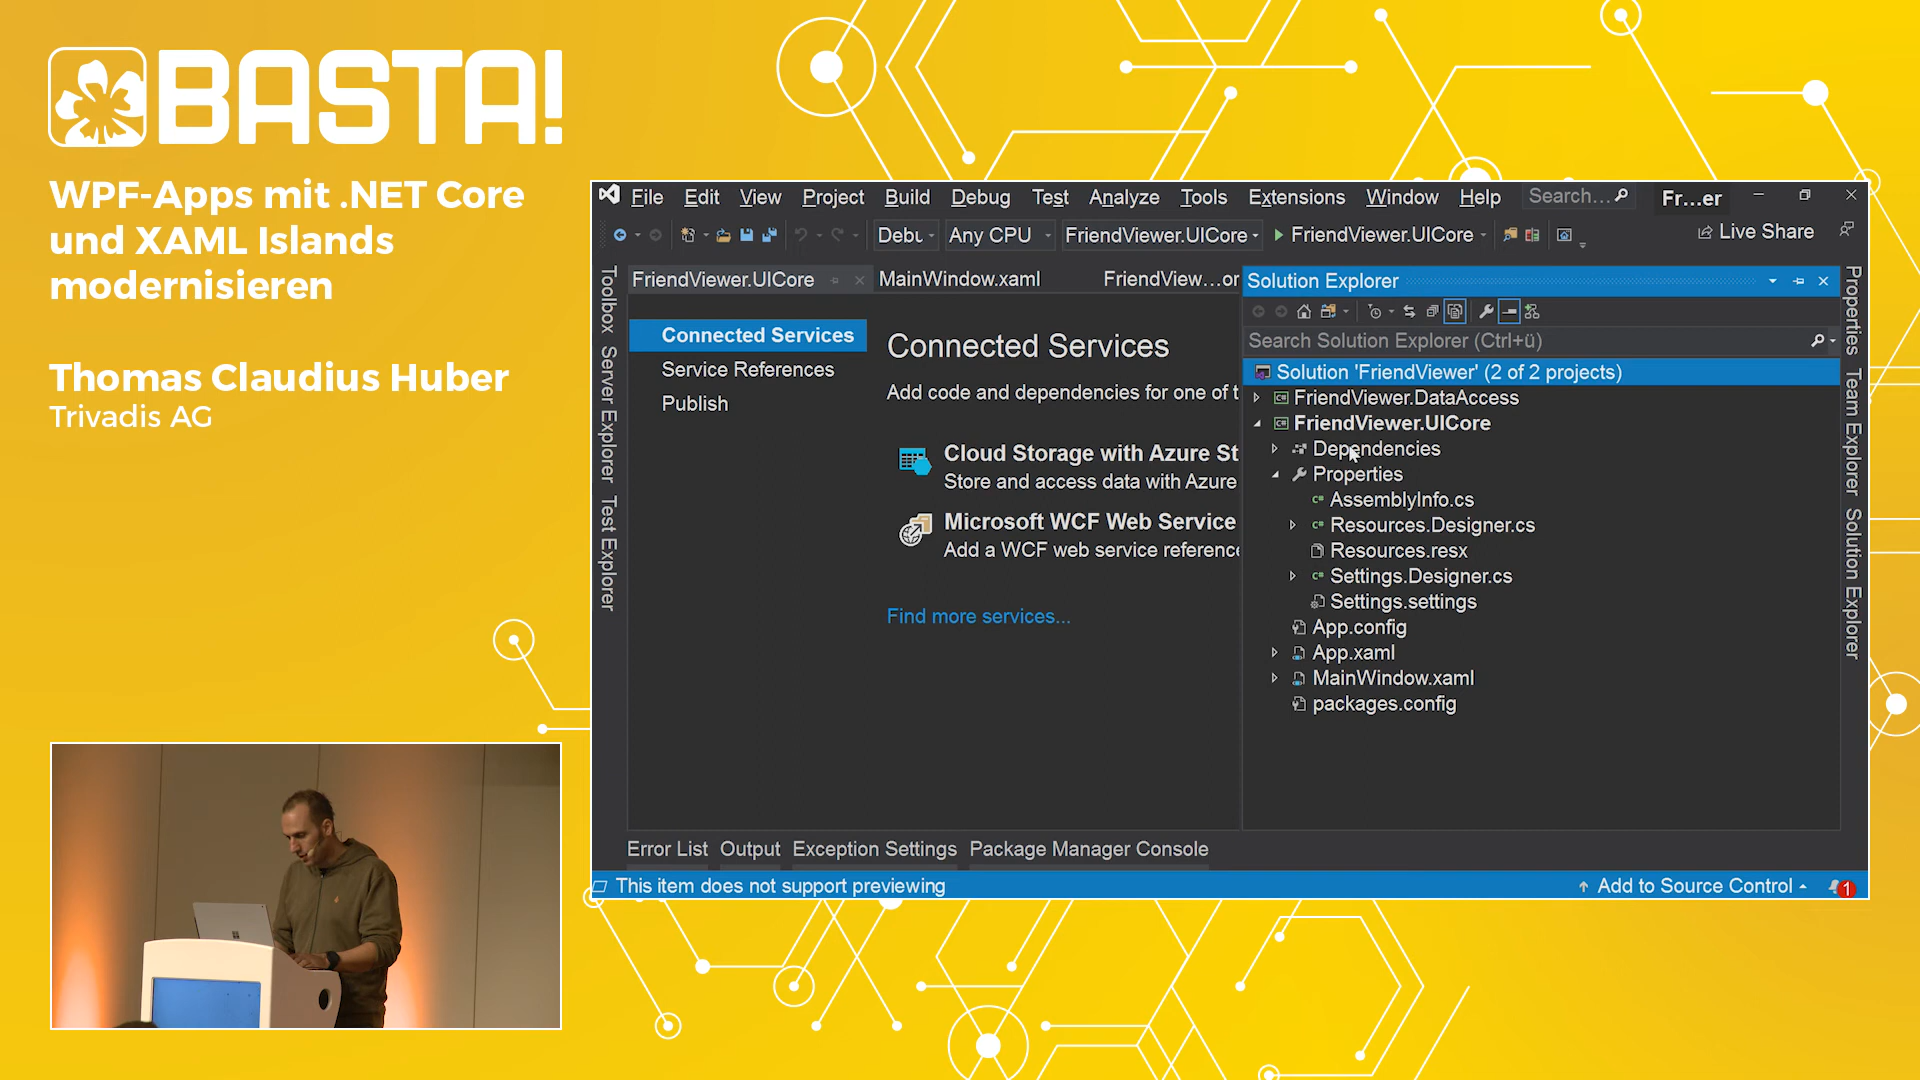 BASTA!
WPF-Apps mit .NET Core
und XAML Islands
modernisieren
Thomas Claudius Huber
Trivadis AG
File Edit View Project Build Debug Test Analyze Tools Extensions Window Help Search... Fr...er
Debu Any CPU FriendViewer.UICore FriendViewer.UICore Live Share
Toolbox
Server Explorer
Test Explorer
FriendViewer.UICore MainWindow.xaml FriendView...or
Connected Services
Service References
Publish
Connected Services
Add code and dependencies for one of t
Cloud Storage with Azure St
Store and access data with Azure
Microsoft WCF Web Service
Add a WCF web service reference
Find more services...
Solution Explorer
Search Solution Explorer (Ctrl+ü)
Solution 'FriendViewer' (2 of 2 projects)
FriendViewer.DataAccess
FriendViewer.UICore
Dependencies
Properties
AssemblyInfo.cs
Resources.Designer.cs
Resources.resx
Settings.Designer.cs
Settings.settings
App.config
App.xaml
MainWindow.xaml
packages.config
Properties
Team Explorer
Solution Explorer
Error List Output Exception Settings Package Manager Console
This item does not support previewing Add to Source Control 1